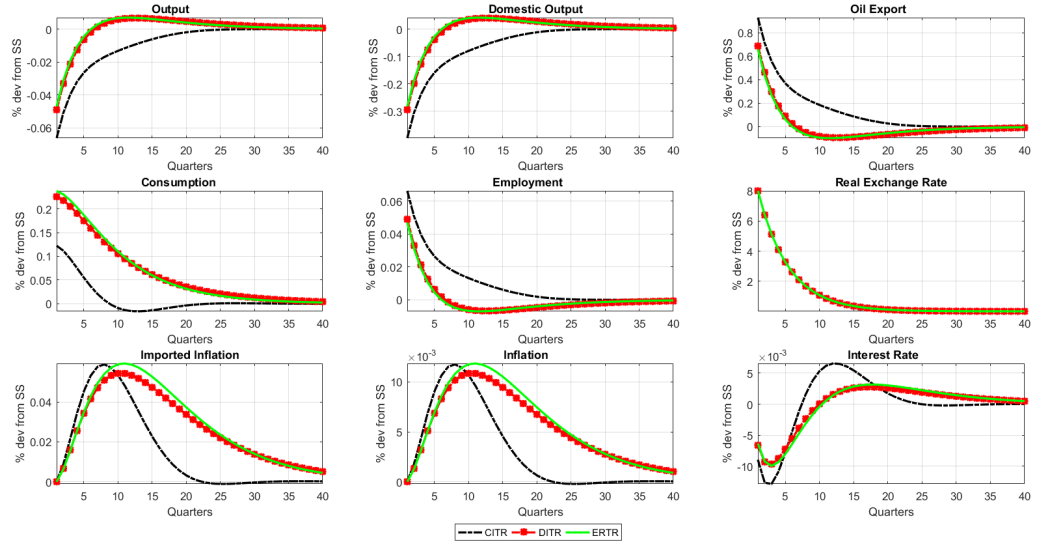 Output
Domestic Output
Oil Export
% dev from SS
0
-0.02
-0.04
-0.06
5 10 15 20 25 30 35 40
Quarters
% dev from SS
0
-0.1
-0.2
-0.3
5 10 15 20 25 30 35 40
Quarters
% dev from SS
0.8
0.6
0.4
0.2
0
5 10 15 20 25 30 35 40
Quarters
Consumption
Employment
Real Exchange Rate
% dev from SS
0.2
0.15
0.1
0.05
0
5 10 15 20 25 30 35 40
Quarters
% dev from SS
0.06
0.04
0.02
0
5 10 15 20 25 30 35 40
Quarters
% dev from SS
8
6
4
2
5 10 15 20 25 30 35 40
Quarters
Imported Inflation
Inflation
Interest Rate
% dev from SS
0.04
0.02
0
5 10 15 20 25 30 35 40
Quarters
×10⁻³
% dev from SS
10
5
0
5 10 15 20 25 30 35 40
Quarters
×10⁻³
% dev from SS
5
0
-5
-10
5 10 15 20 25 30 35 40
Quarters
CITR DITR ERTR